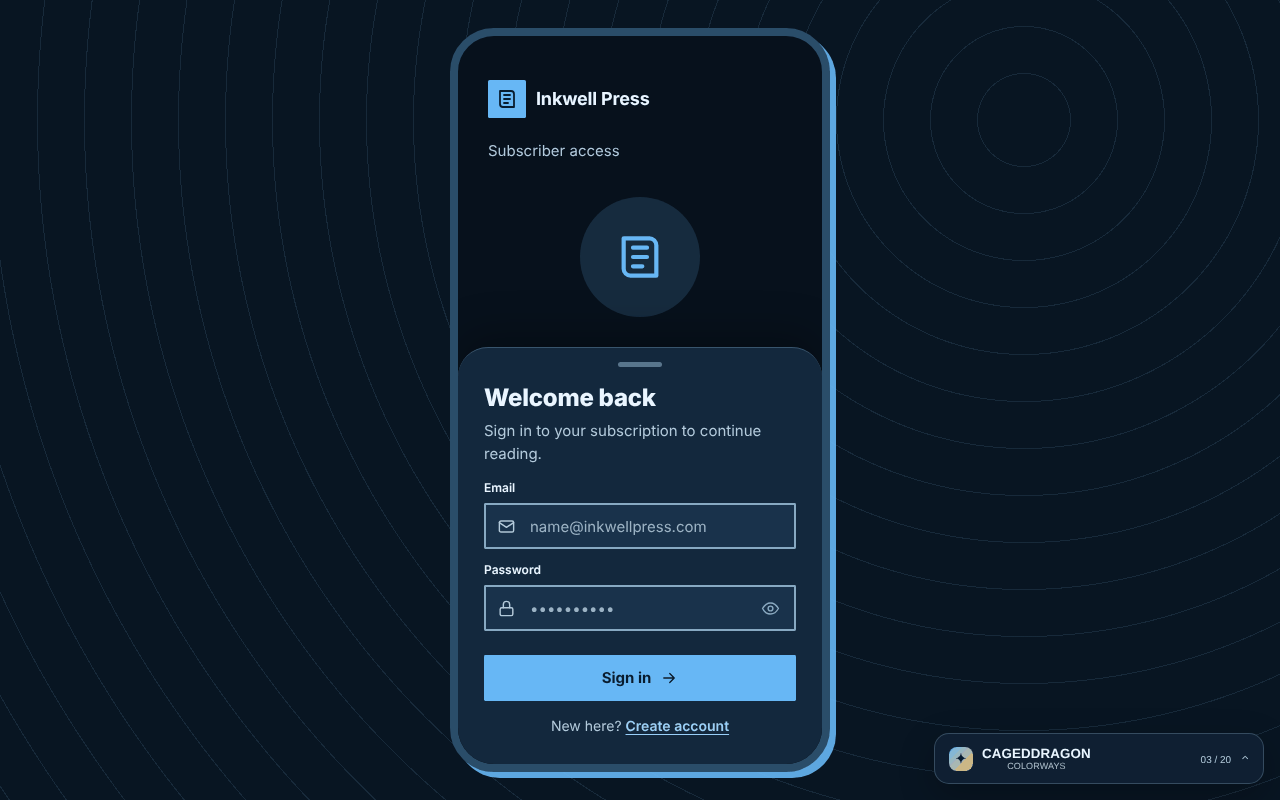 Inkwell Press
Subscriber access
Welcome back
Sign in to your subscription to continue
reading.
Email
name@inkwellpress.com
Password
••••••••••
Sign in →
New here? Create account
CAGEDDRAGON
COLORWAYS
03 / 20